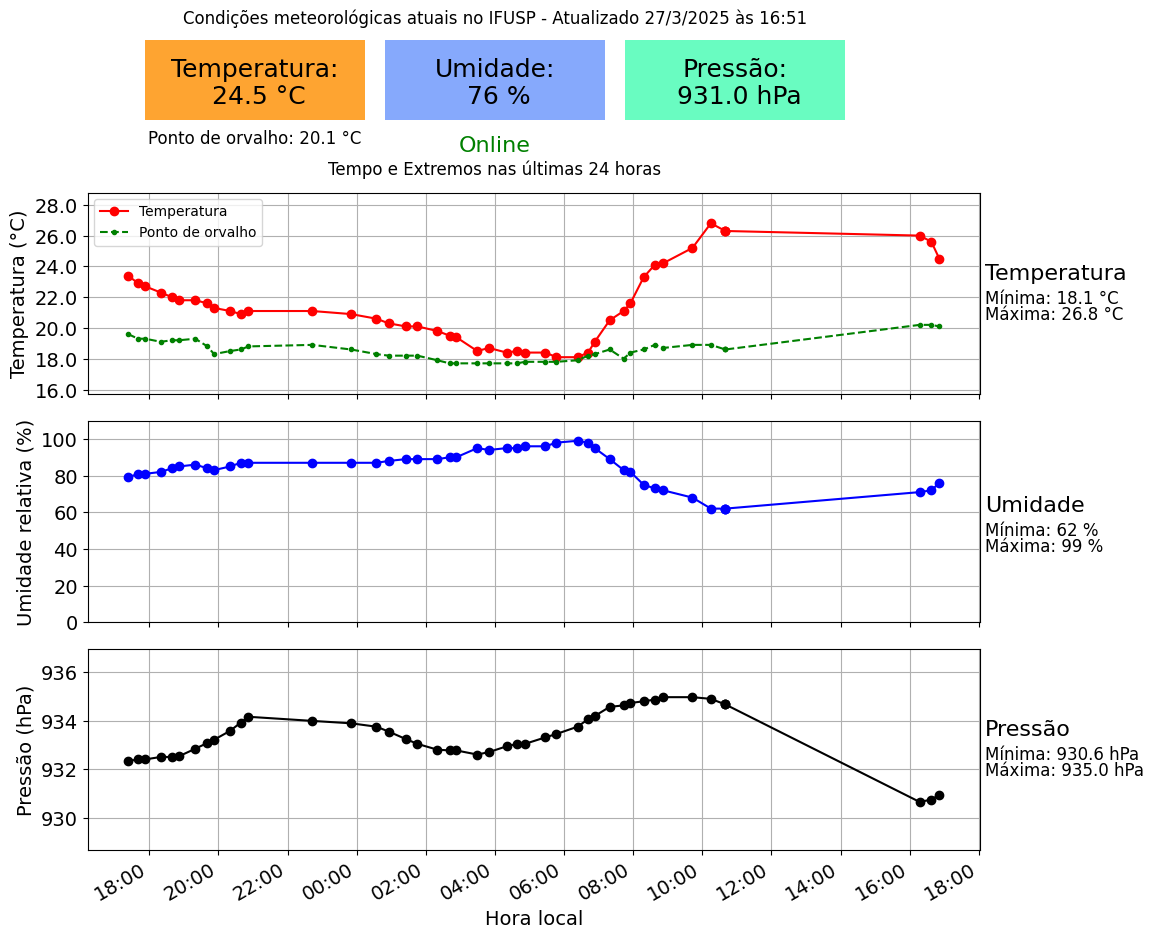 Condições meteorológicas atuais no IFUSP - Atualizado 27/3/2025 às 16:51
Temperatura:
24.5 °C
Umidade:
76 %
Pressão:
931.0 hPa
Ponto de orvalho: 20.1 °C
Online
Tempo e Extremos nas últimas 24 horas
Temperatura (°C)
28.0
26.0
24.0
22.0
20.0
18.0
16.0
Temperatura
Ponto de orvalho
Temperatura
Mínima: 18.1 °C
Máxima: 26.8 °C
Umidade relativa (%)
100
80
60
40
20
0
Umidade
Mínima: 62 %
Máxima: 99 %
Pressão (hPa)
936
934
932
930
Pressão
Mínima: 930.6 hPa
Máxima: 935.0 hPa
18:00 20:00 22:00 00:00 02:00 04:00 06:00 08:00 10:00 12:00 14:00 16:00 18:00
Hora local